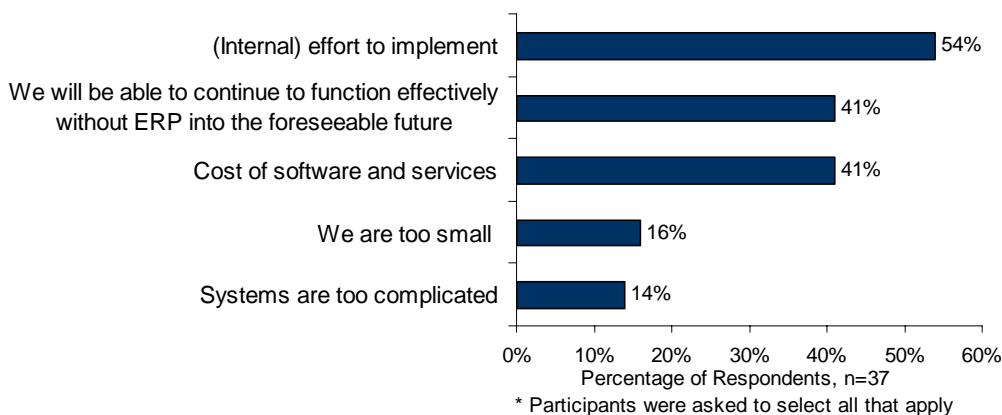 (Internal) effort to implement
54%
We will be able to continue to function effectively
without ERP into the foreseeable future
41%
Cost of software and services
41%
We are too small
16%
Systems are too complicated
14%
0% 10% 20% 30% 40% 50% 60%
Percentage of Respondents, n=37
* Participants were asked to select all that apply